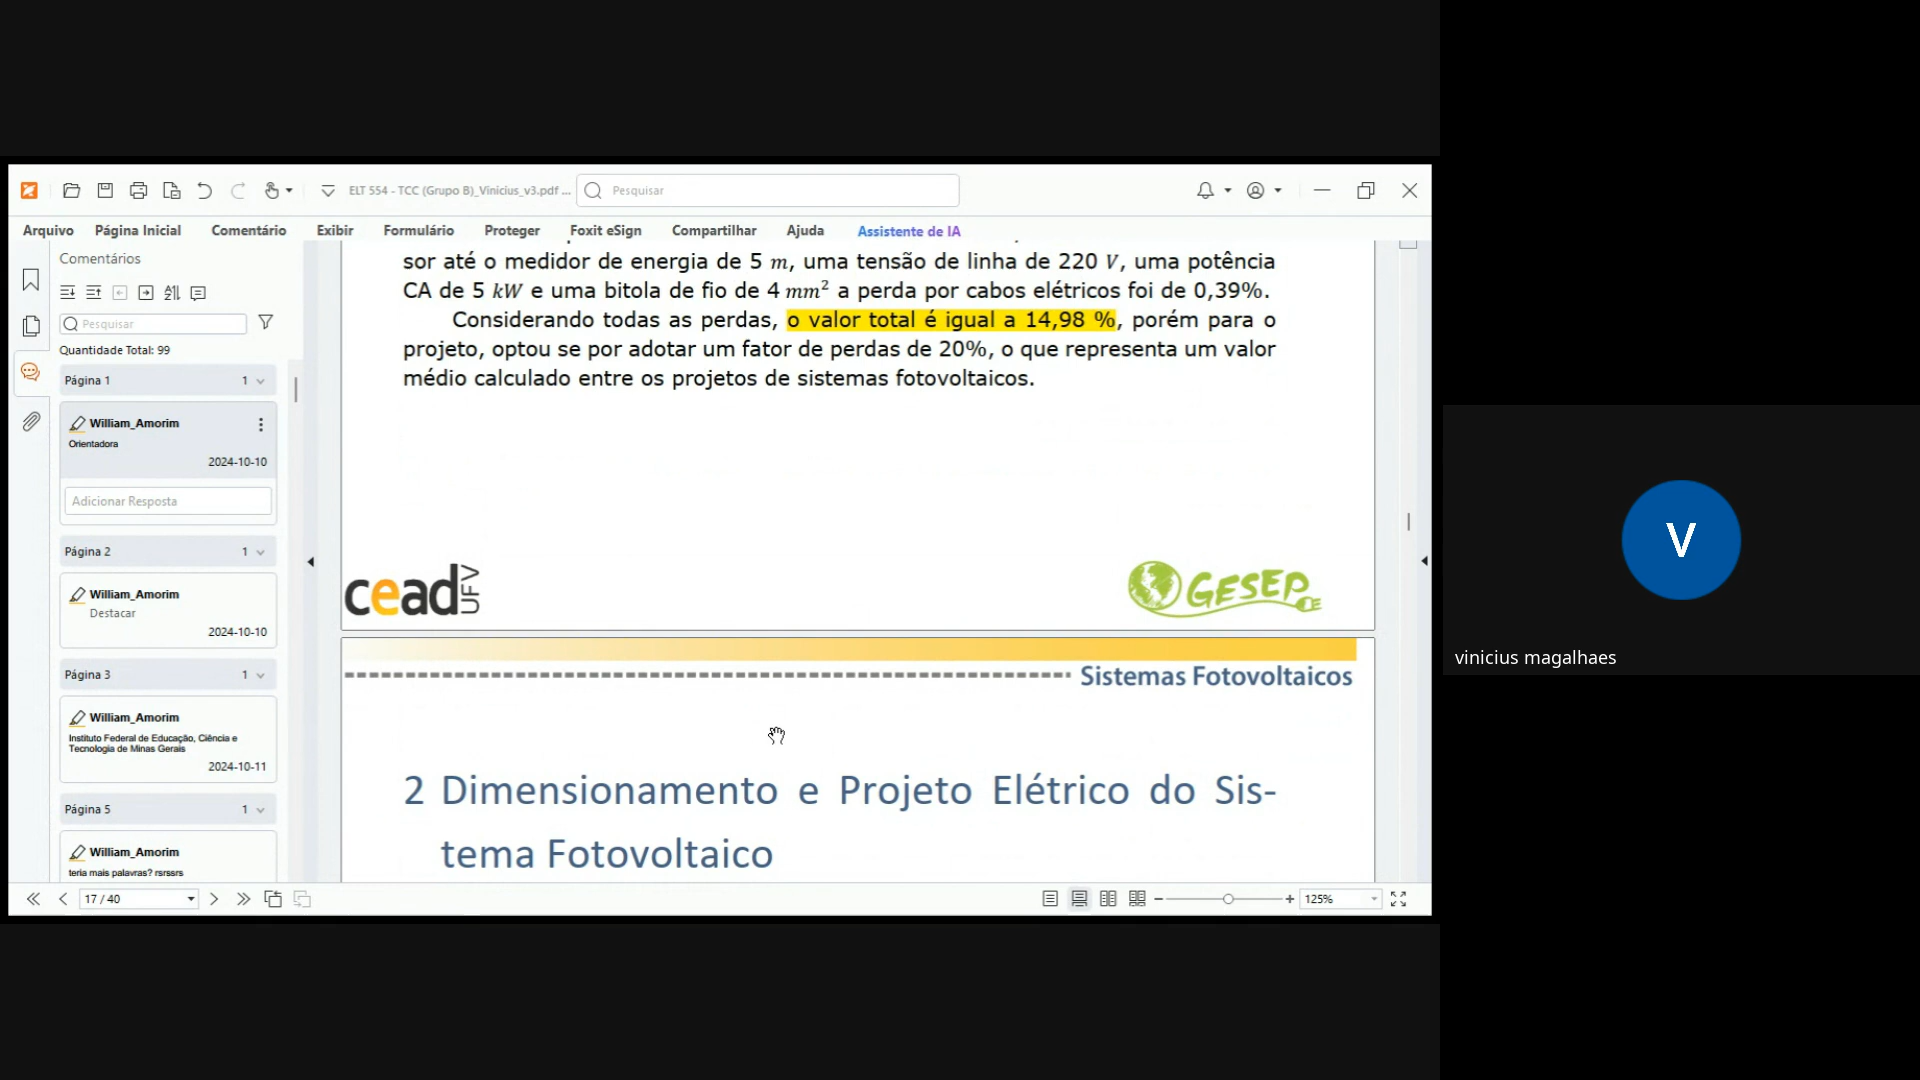 ELT 554 - TCC (Grupo B)_Vinicius_v3.pdf ...
Pesquisar
Arquivo Página Inicial Comentário Exibir Formulário Proteger Foxit eSign Compartilhar Ajuda Assistente de IA
Comentários
Pesquisar
Quantidade Total: 99
Página 1 1
William_Amorim
Orientadora
2024-10-10
Adicionar Resposta
Página 2 1
William_Amorim
Destacar
2024-10-10
Página 3 1
William_Amorim
Instituto Federal de Educação, Ciência e
Tecnologia de Minas Gerais
2024-10-11
Página 5 1
William_Amorim
teria mais palavras? rsrssrs
sor até o medidor de energia de 5 m, uma tensão de linha de 220 V, uma potência
CA de 5 kW e uma bitola de fio de 4 mm² a perda por cabos elétricos foi de 0,39%.
Considerando todas as perdas, o valor total é igual a 14,98 %, porém para o
projeto, optou se por adotar um fator de perdas de 20%, o que representa um valor
médio calculado entre os projetos de sistemas fotovoltaicos.
cead UFV
GESEP
Sistemas Fotovoltaicos
2 Dimensionamento e Projeto Elétrico do Sis-
tema Fotovoltaico
17 / 40
125%
V
vinicius magalhaes